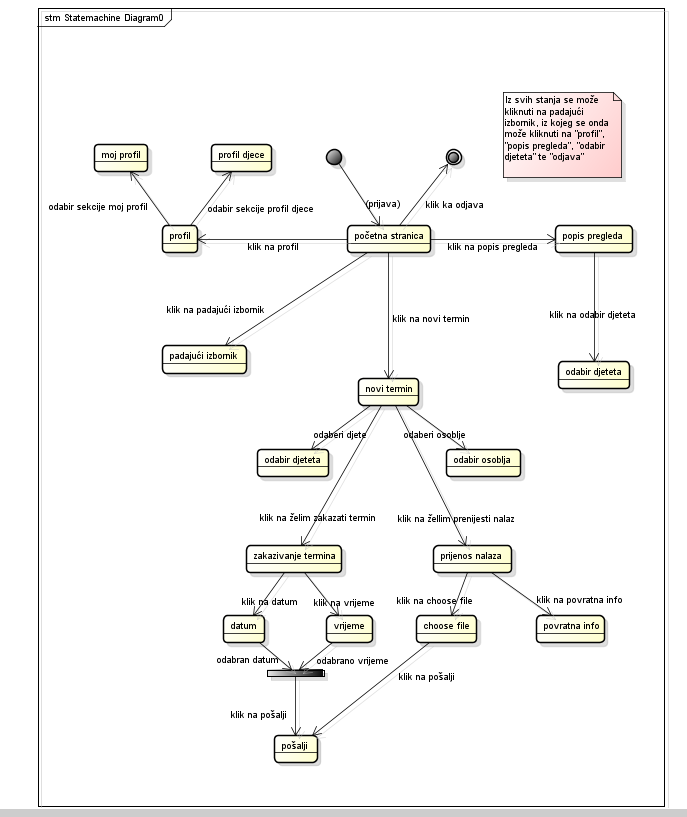 stm Statemachine Diagram0
Iz svih stanja se može
kliknuti na padajući
izbornik, iz kojeg se onda
može kliknuti na "profil",
"popis pregleda", "odabir
djeteta" te "odjava"
moj profil
profil djece
odabir sekcije moj profil
odabir sekcije profil djece
(prijava)
klik ka odjava
profil
početna stranica
popis pregleda
klik na profil
klik na popis pregleda
klik na padajući izbornik
klik na novi termin
klik na odabir djeteta
padajući izbornik
odabir djeteta
novi termin
odaberi djete
odaberi osoblje
odabir djeteta
odabir osoblja
klik na želim zakazati termin
klik na žellim prenijesti nalaz
zakazivanje termina
prijenos nalaza
klik na datum
klik na vrijeme
klik na choose file
klik na povratna info
datum
vrijeme
choose file
povratna info
odabran datum
odabrano vrijeme
klik na pošalji
klik na pošalji
pošalji